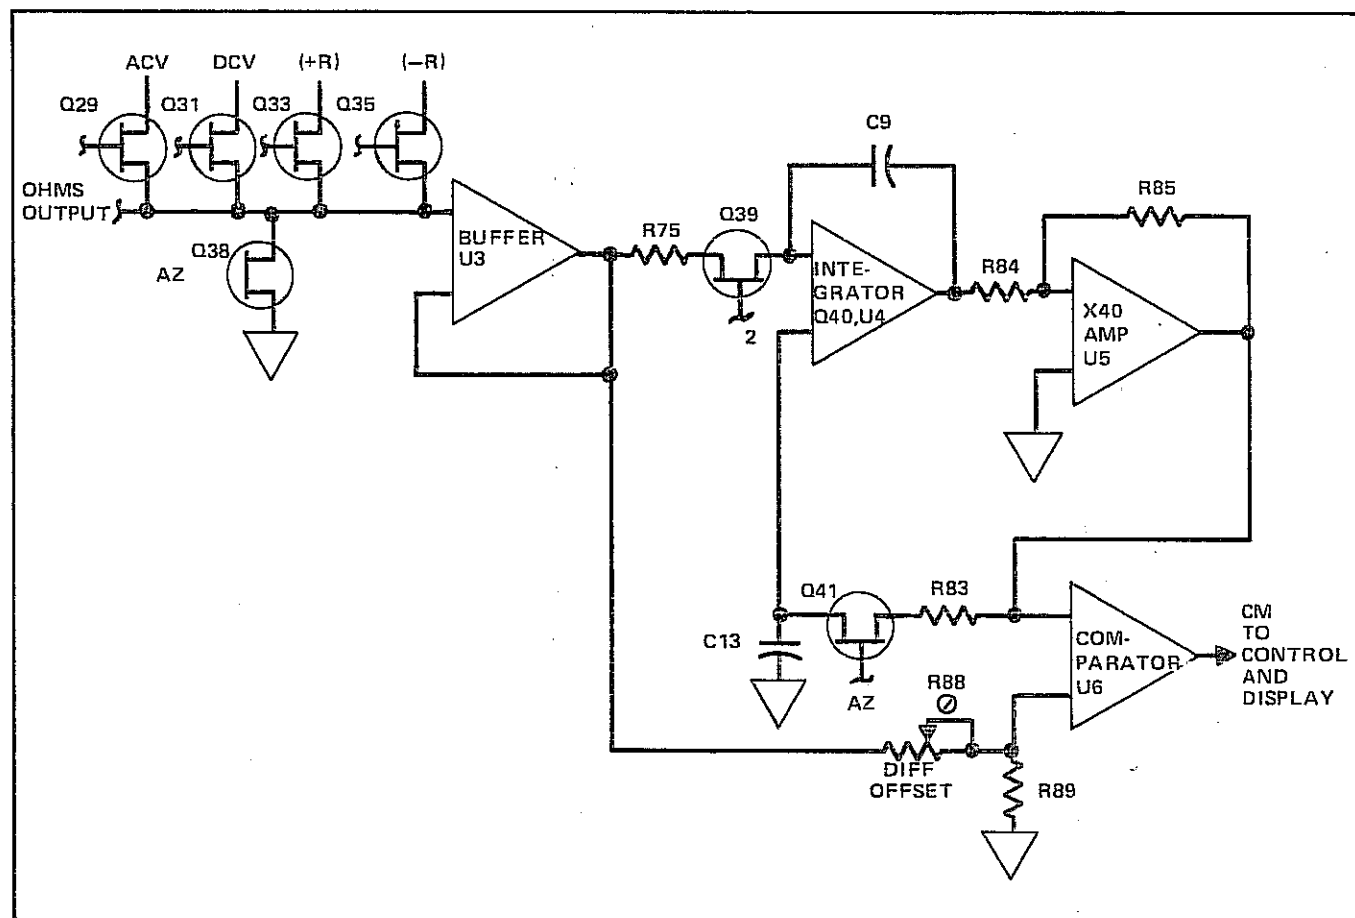 ACV DCV (+R) (−R)
Q29 Q31 Q33 Q35
OHMS
OUTPUT
Q38
AZ
BUFFER
U3
R75
Q39
2
C9
INTE-
GRATOR
Q40,U4
R84
R85
X40
AMP
U5
Q41
R83
C13
AZ
R88
DIFF
OFFSET
R89
COM-
PARATOR
U6
CM
TO
CONTROL
AND
DISPLAY